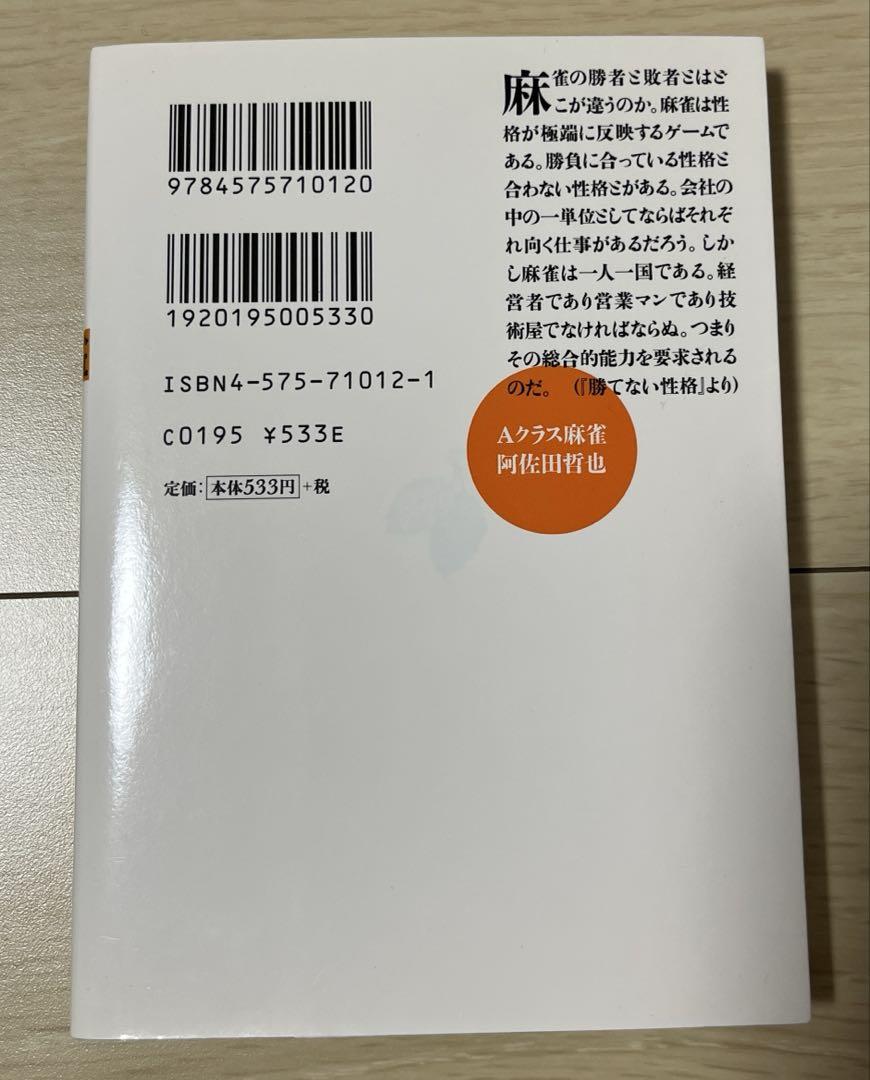 9784575710120
1920195005330
ISBN4-575-71012-1
C0195 ¥533E
定価：本体533円+税
麻雀の勝者と敗者とはど
こが違うのか。麻雀は性
格が極端に反映するゲームで
ある。勝負に合っている性格と
合わない性格とがある。会社の
中の一単位としてならばそれぞ
れ向く仕事があるだろう。しか
し麻雀は一人一国である。経
営者であり営業マンであり技
術屋でなければならぬ。つまり
その総合的能力を要求される
のだ。（『勝てない性格』より）
Aクラス麻雀
阿佐田哲也